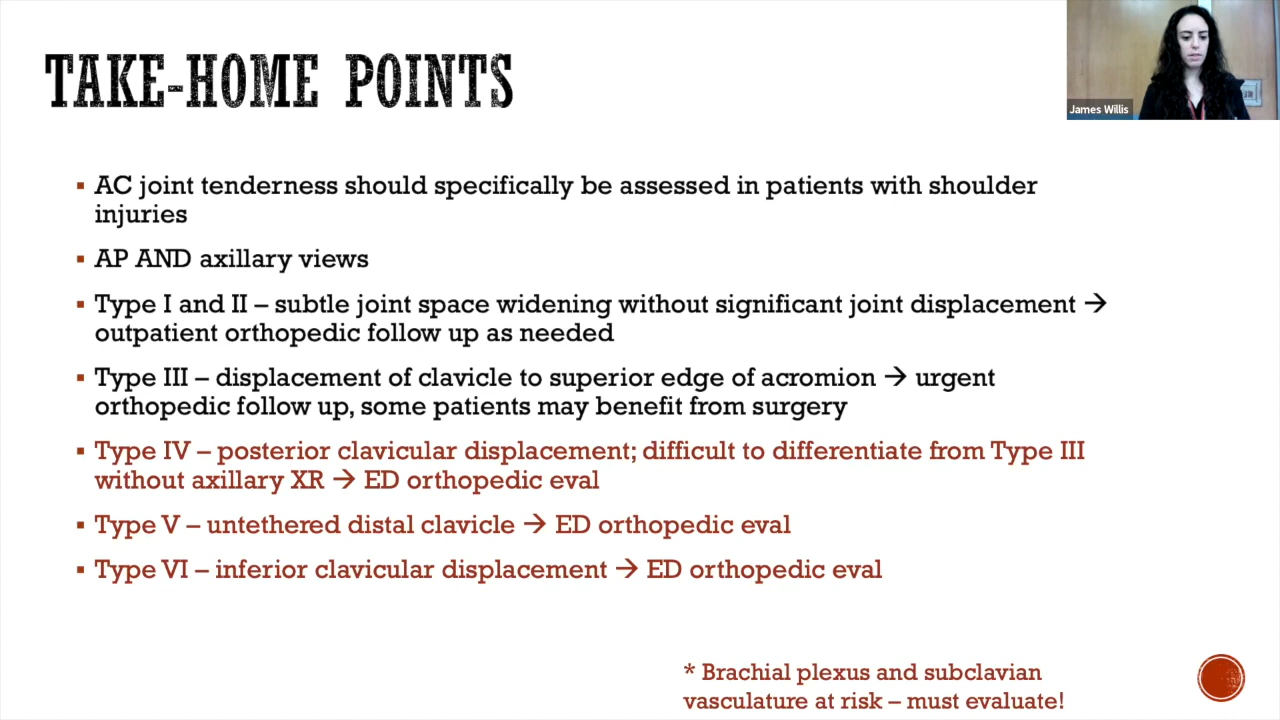 TAKE-HOME POINTS
James Willis
▪ AC joint tenderness should specifically be assessed in patients with shoulder
injuries
▪ AP AND axillary views
▪ Type I and II – subtle joint space widening without significant joint displacement →
outpatient orthopedic follow up as needed
▪ Type III – displacement of clavicle to superior edge of acromion → urgent
orthopedic follow up, some patients may benefit from surgery
▪ Type IV – posterior clavicular displacement; difficult to differentiate from Type III
without axillary XR → ED orthopedic eval
▪ Type V – untethered distal clavicle → ED orthopedic eval
▪ Type VI – inferior clavicular displacement → ED orthopedic eval
* Brachial plexus and subclavian
vasculature at risk – must evaluate!